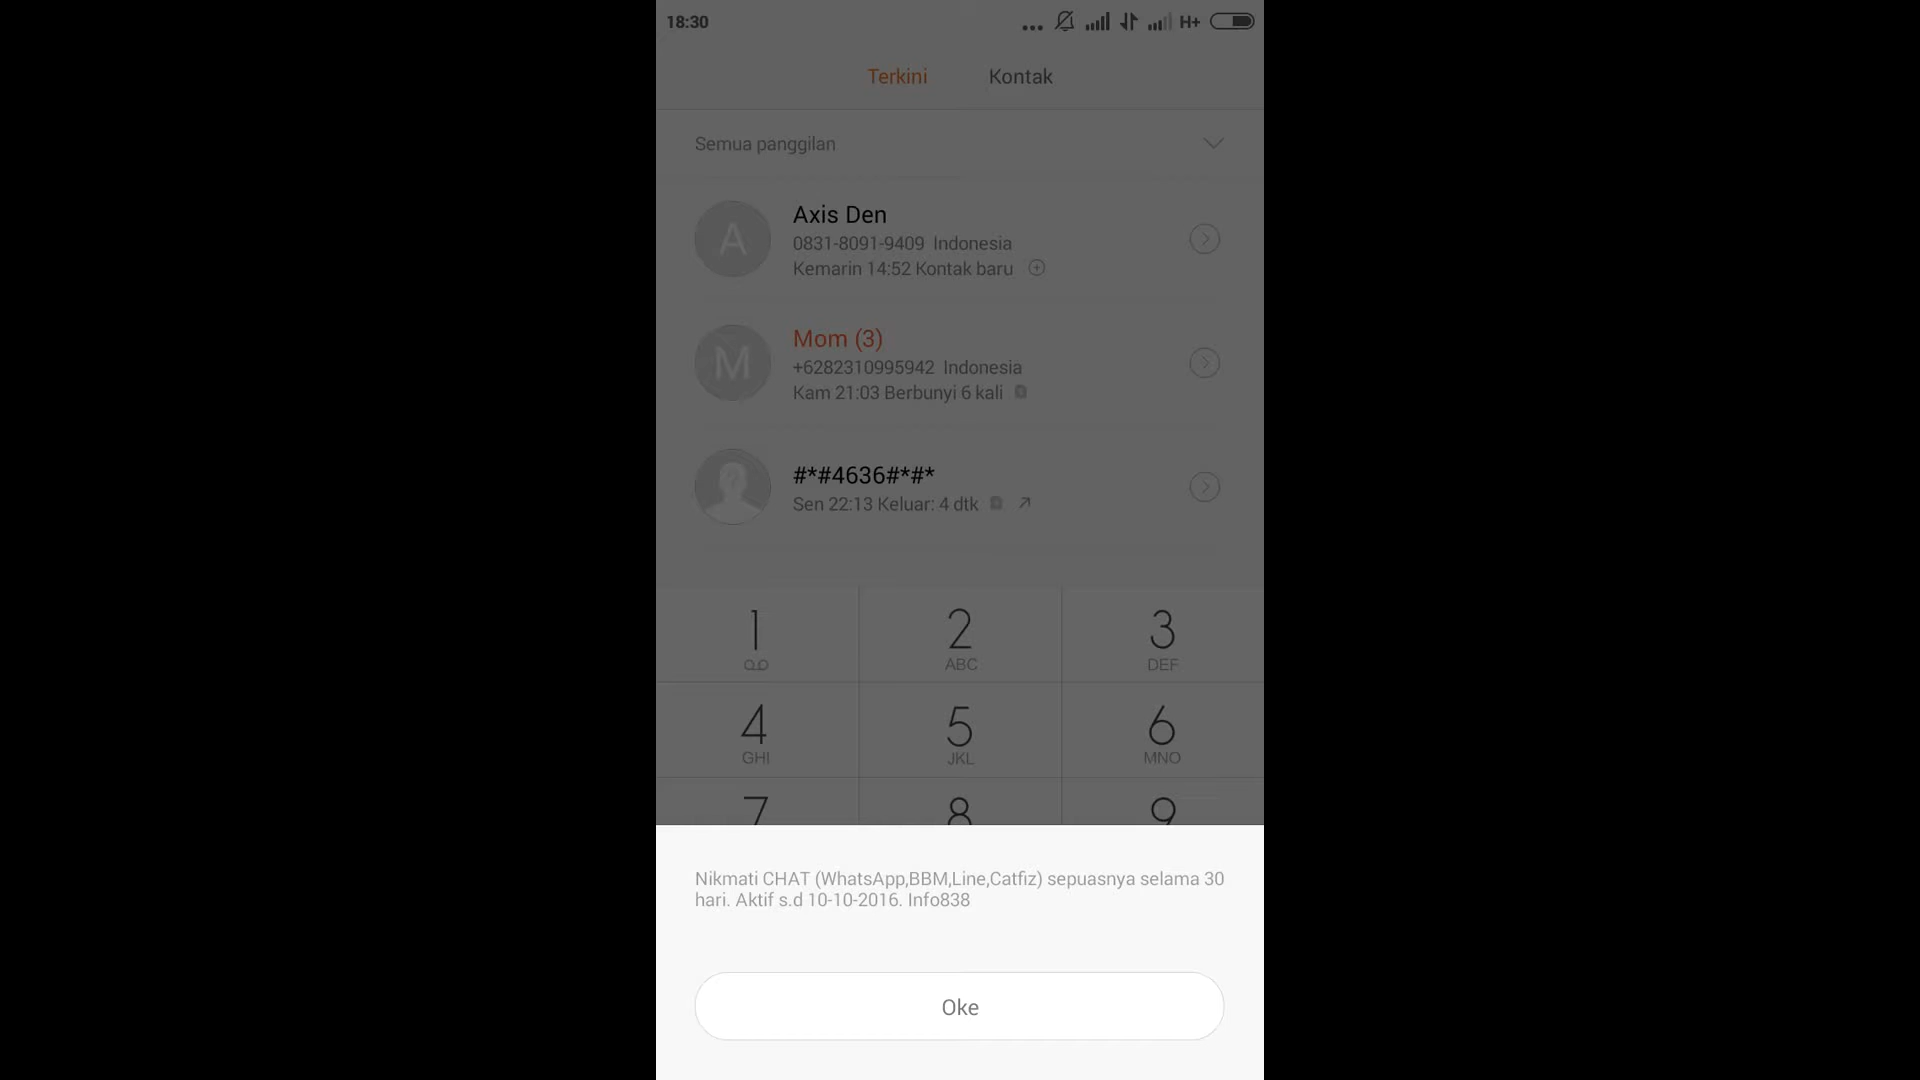 18:30
... H+
Terkini Kontak
Semua panggilan
A
Axis Den
0831-8091-9409 Indonesia
Kemarin 14:52 Kontak baru
M
Mom (3)
+6282310995942 Indonesia
Kam 21:03 Berbunyi 6 kali
#*#4636#*#*
Sen 22:13 Keluar: 4 dtk
1 2 3
ABC DEF
4 5 6
GHI JKL MNO
7 8 9
Nikmati CHAT (WhatsApp,BBM,Line,Catfiz) sepuasnya selama 30
hari. Aktif s.d 10-10-2016. Info838
Oke